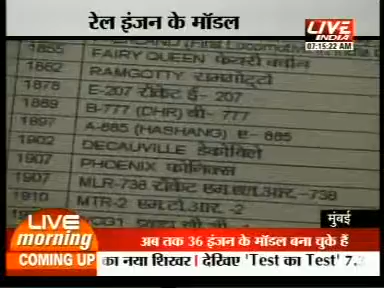 रेल इंजन के मॉडल
LIVE
INDIA
07:15:22 AM
1855 FAIRY QUEEN फेयरी क्वीन
1862 RAMGOTTY रामगोट्टी
1878 E-207 रॉकेट ई- 207
1889 B-777 (DHR) बी- 777
1897 A-885 (HASHANG) ए- 885
1902 DECAUVILLE डेकोविले
1907 PHOENIX फोनिक्स
1907 MLR-738 रॉकेट एम.एल.आर. -738
1910 MTR-2 एम.टी.आर. -2
मुंबई
LIVE
morning
अब तक 36 इंजन के मॉडल बना चुके हैं
COMING UP
का नया शिखर | देखिए 'Test का Test' 7.3